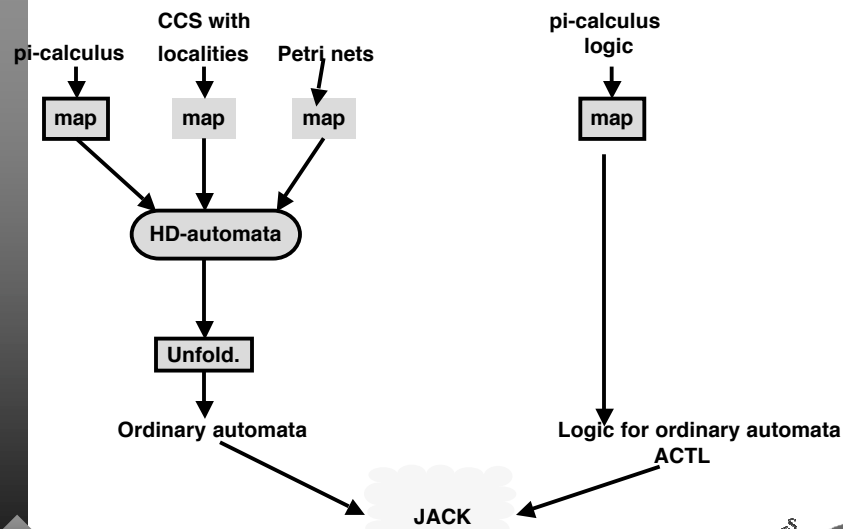 CCS with
pi-calculus
logic
pi-calculus
localities
Petri nets
map
map
map
map
HD-automata
Unfold.
Ordinary automata
Logic for ordinary automata
ACTL
JACK